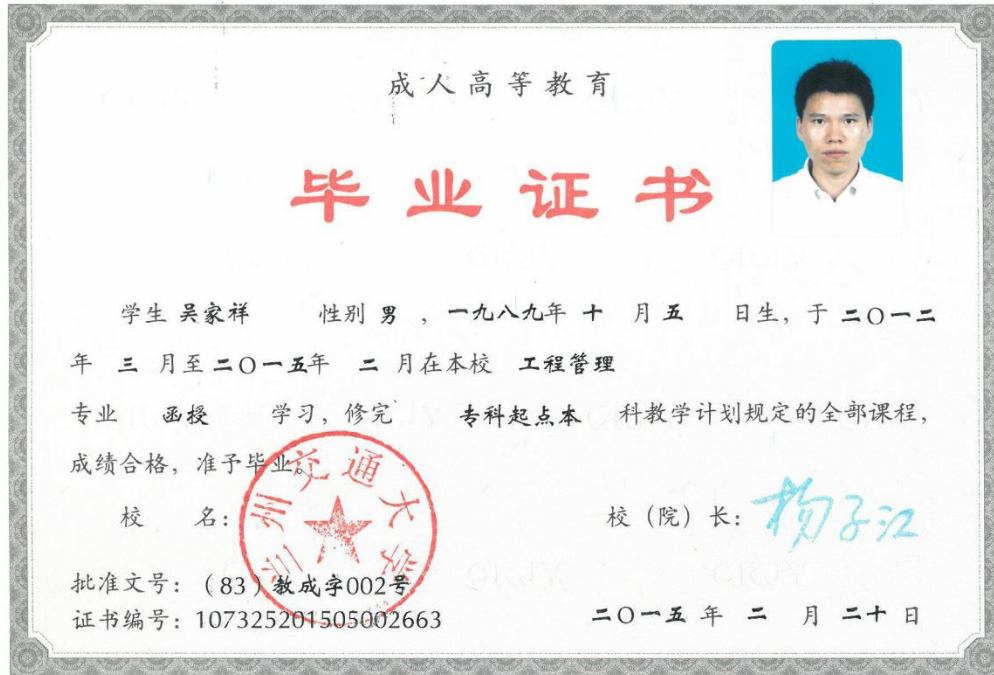 成人高等教育
毕业证书
学生 吴家祥 性别 男 ，一九八九年 十 月 五 日生，于 二〇一二
年 三 月至 二〇一五年 二 月在本校 工程管理
专业 函授 学习，修完 专科起点本 科教学计划规定的全部课程，
成绩合格，准予毕业。
兰州交通大学
校 名：
校（院）长：杨子江
批准文号：（83）教成字002号
证书编号：107325201505002663
二〇一五 年 二 月 二十 日